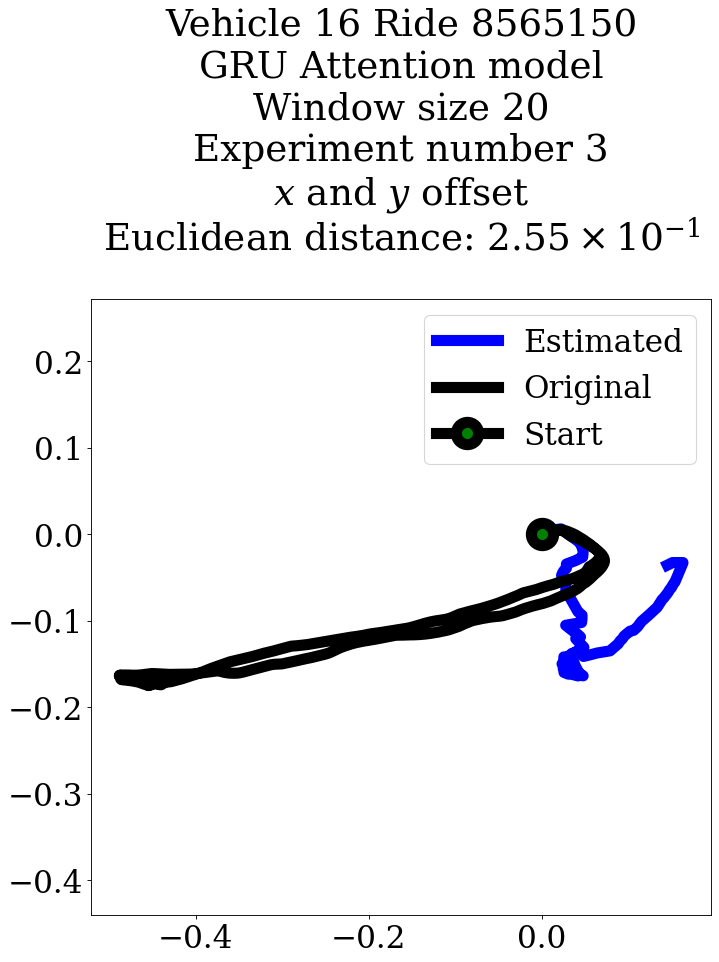 Vehicle 16 Ride 8565150
GRU Attention model
Window size 20
Experiment number 3
x and y offset
Euclidean distance: 2.55 × 10⁻¹
Estimated
Original
Start
0.2
0.1
0.0
−0.1
−0.2
−0.3
−0.4
−0.4 −0.2 0.0